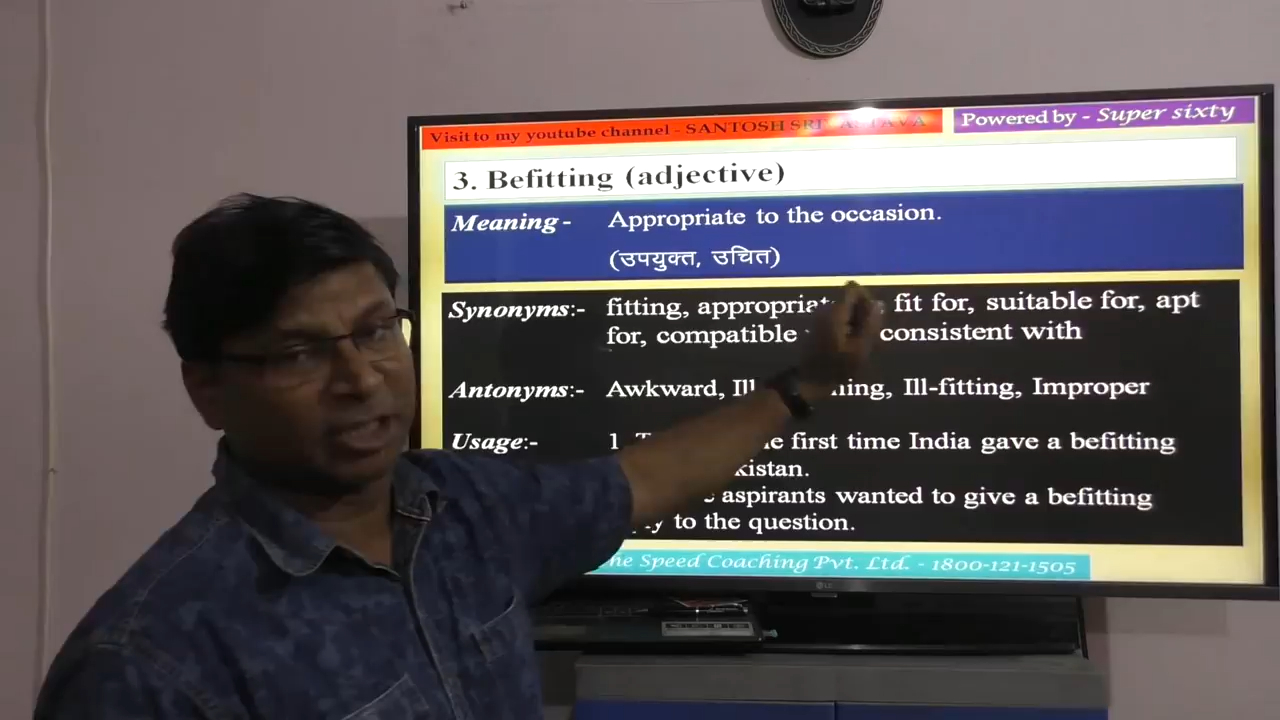 Visit to my youtube channel - SANTOSH
Powered by - Super sixty
3. Befitting (adjective)
Meaning - Appropriate to the occasion.
(उपयुक्त, उचित)
Synonyms:- fitting, fit for, suitable for, apt
for, compatible consistent with
Antonyms:- Awkward, Ill-fitting, Improper
Usage:- 1. first time India gave a befitting
aspirants wanted to give a befitting
to the question.
Speed Coaching Pvt. Ltd. - 1800-121-1505
LG